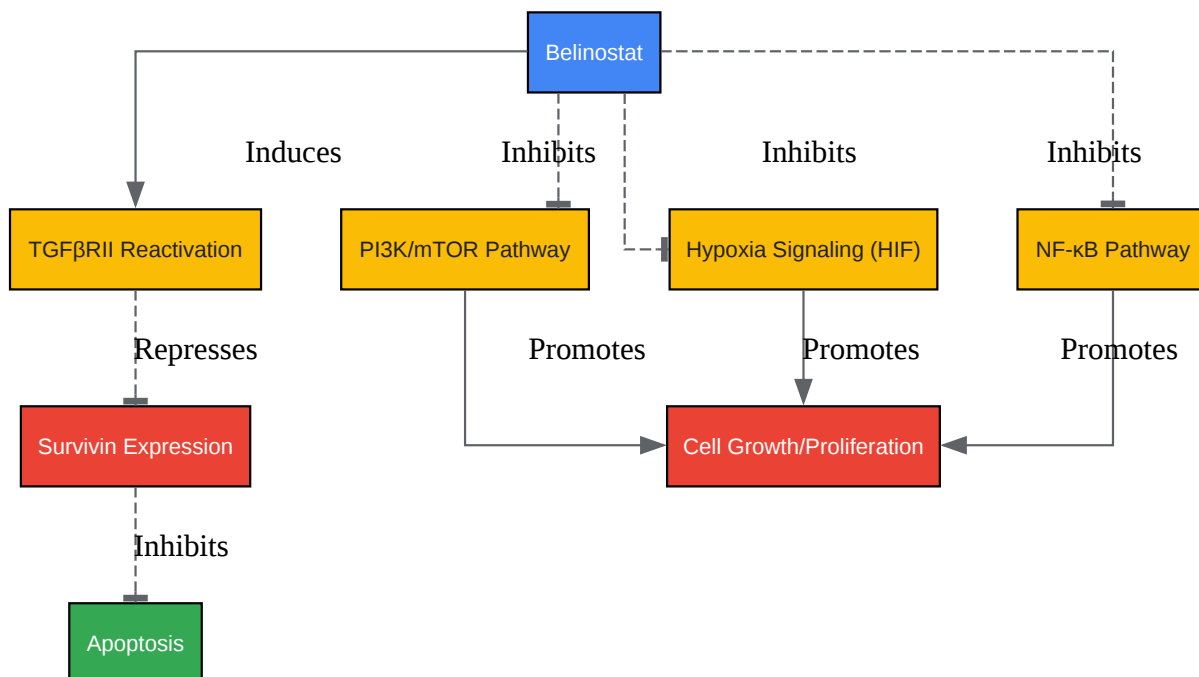 Belinostat
Induces
Inhibits
Inhibits
Inhibits
TGFβRII Reactivation
PI3K/mTOR Pathway
Hypoxia Signaling (HIF)
NF-κB Pathway
Represses
Promotes
Promotes
Promotes
Survivin Expression
Cell Growth/Proliferation
Inhibits
Apoptosis